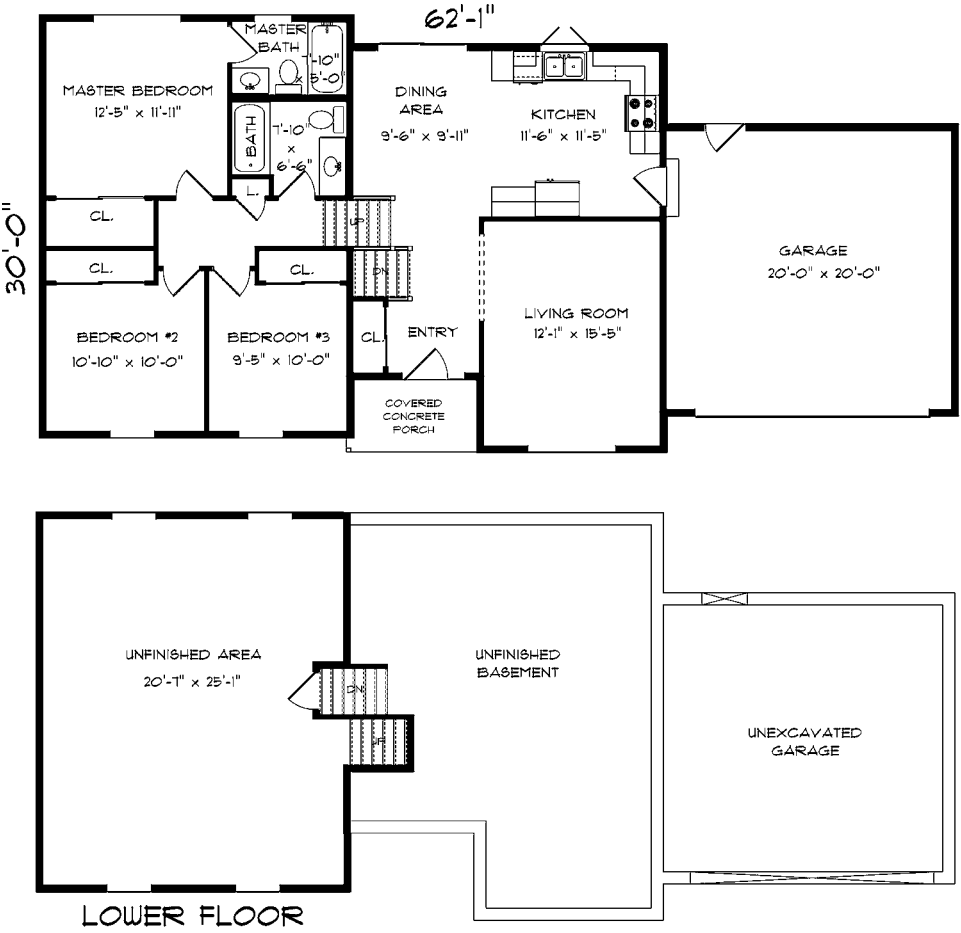 62'-1"
30'-0"
MASTER BEDROOM
12'-5" x 11'-11"
MASTER
BATH
7'-10"
x 5'-0"
BATH
7'-10"
x
6'-6"
L.
CL.
CL.
CL.
BEDROOM #2
10'-10" x 10'-0"
BEDROOM #3
9'-5" x 10'-0"
DINING
AREA
9'-6" x 9'-11"
KITCHEN
11'-6" x 11'-5"
UP
DN
CL.
ENTRY
COVERED
CONCRETE
PORCH
LIVING ROOM
12'-1" x 15'-5"
GARAGE
20'-0" x 20'-0"
UNFINISHED AREA
20'-7" x 25'-1"
DN
UP
UNFINISHED
BASEMENT
UNEXCAVATED
GARAGE
LOWER FLOOR